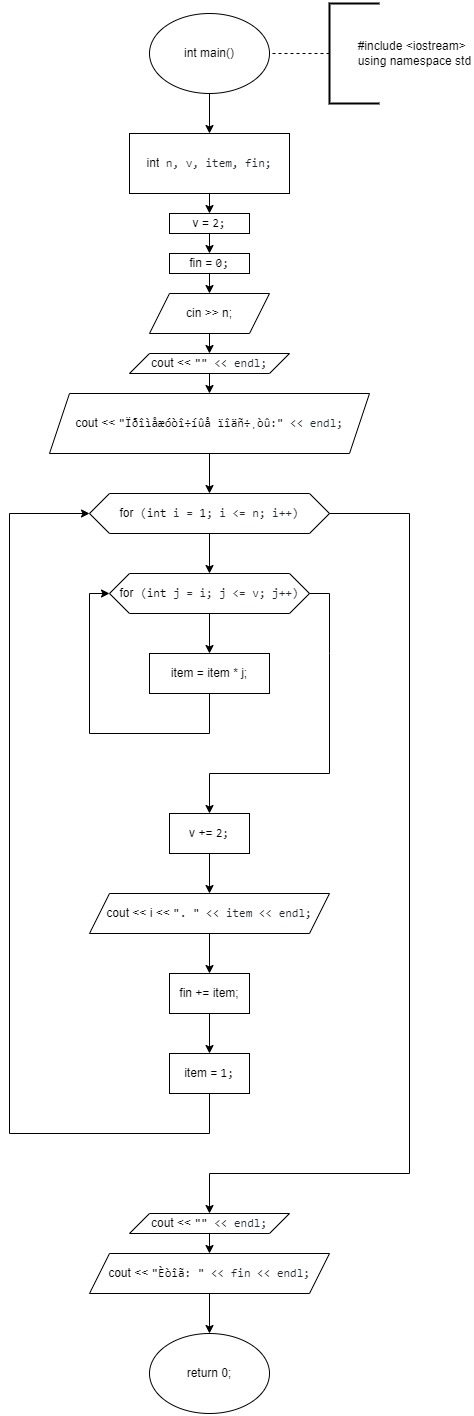 int main()
#include <iostream>
using namespace std
int n, v, item, fin;
v = 2;
fin = 0;
cin >> n;
cout << "" << endl;
cout << "Ïðîìåæóòî÷íûå ïîäñ÷¸òû:" << endl;
for (int i = 1; i <= n; i++)
for (int j = i; j <= v; j++)
item = item * j;
v += 2;
cout << i << ". " << item << endl;
fin += item;
item = 1;
cout << "" << endl;
cout << "Èòîã: " << fin << endl;
return 0;